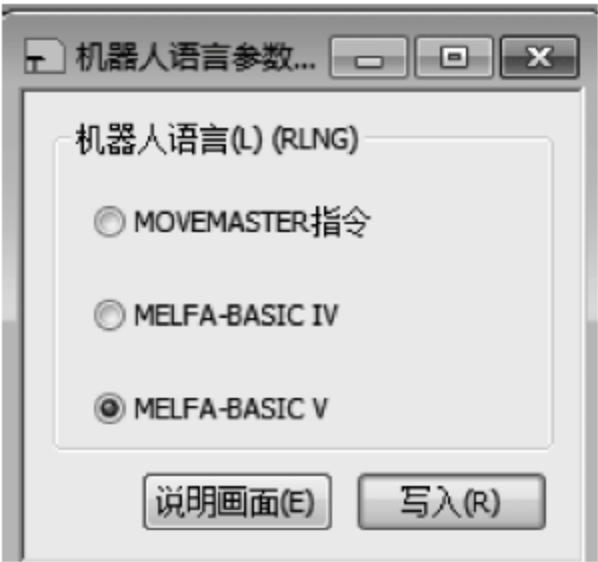 机器人语言参数...
机器人语言(L) (RLNG)
MOVEMASTER指令
MELFA-BASIC IV
MELFA-BASIC V
说明画面(E)
写入(R)